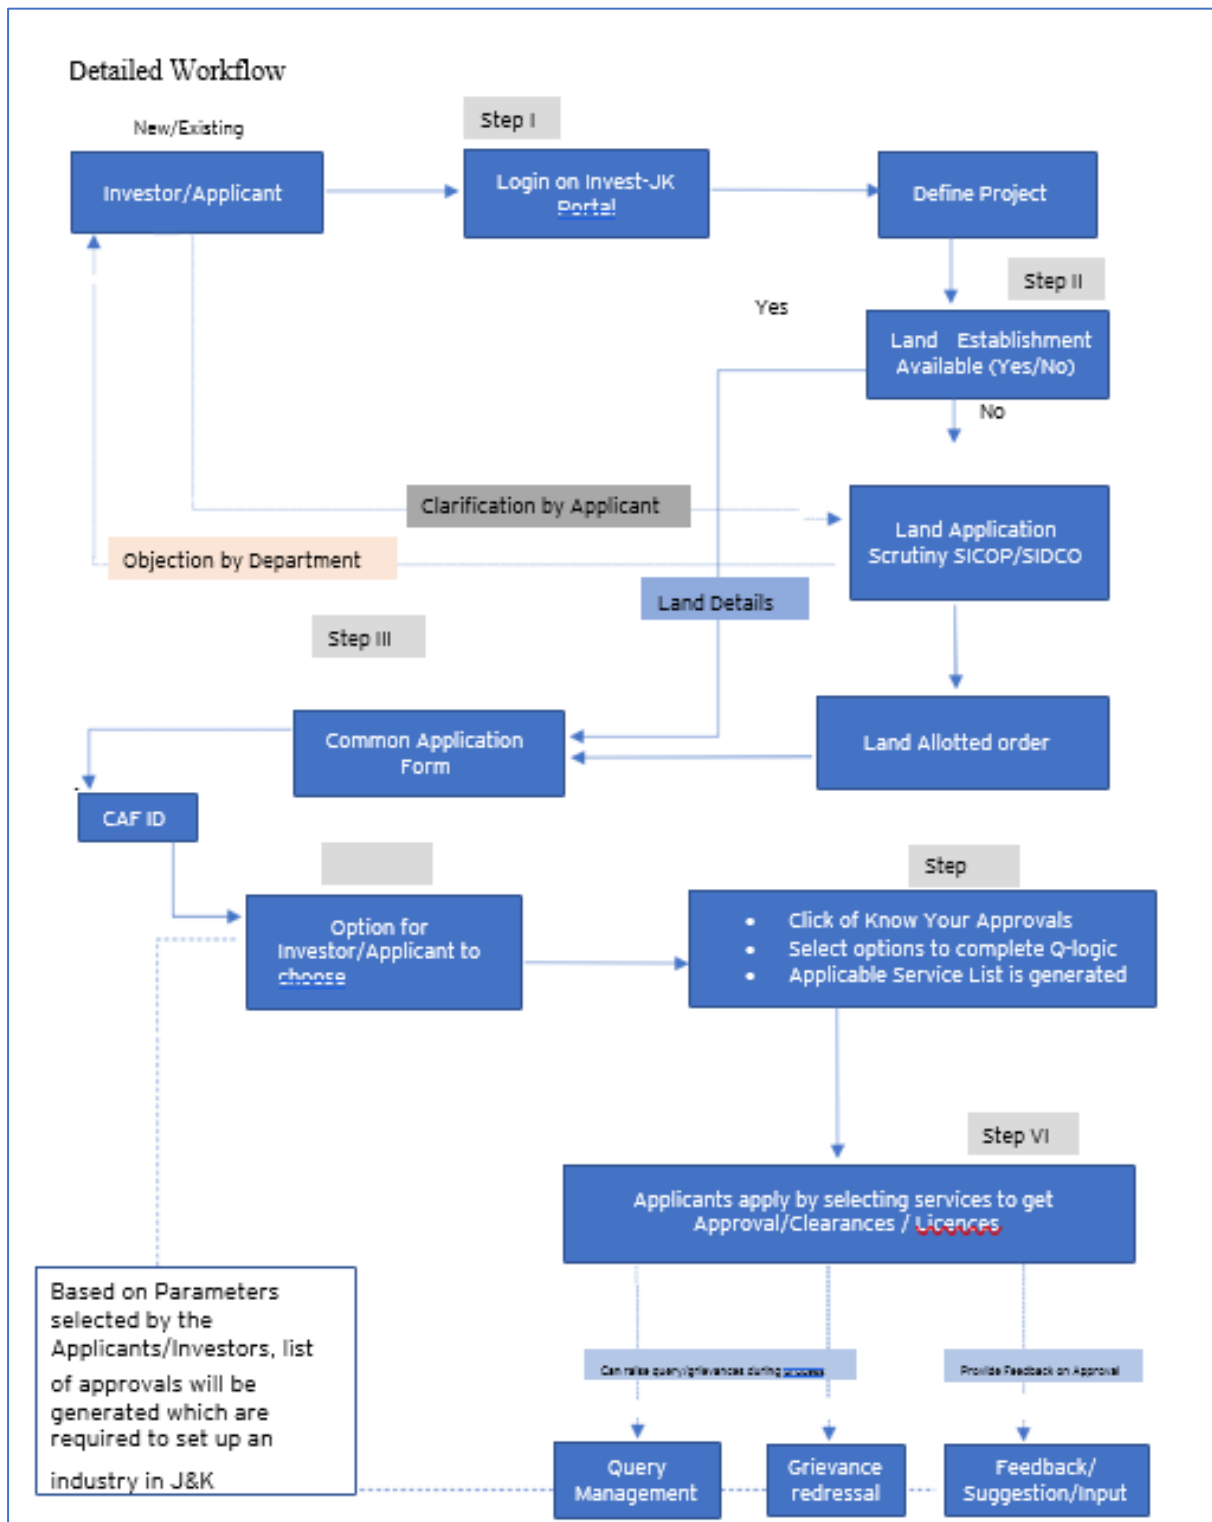 Detailed Workflow
New/Existing
Step I
Investor/Applicant
Login on Invest-JK
Portal
Define Project
Step II
Yes
Land Establishment
Available (Yes/No)
No
Clarification by Applicant
Land Application
Scrutiny SICOP/SIDCO
Objection by Department
Land Details
Step III
Common Application
Form
Land Allotted order
CAF ID
Step
Option for
Investor/Applicant to
choose
• Click of Know Your Approvals
• Select options to complete Q-logic
• Applicable Service List is generated
Step VI
Applicants apply by selecting services to get
Approval/Clearances / Licences
Based on Parameters
selected by the
Applicants/Investors, list
of approvals will be
generated which are
required to set up an
industry in J&K
Can raise query/grievances during process
Provide Feedback on Approval
Query
Management
Grievance
redressal
Feedback/
Suggestion/Input